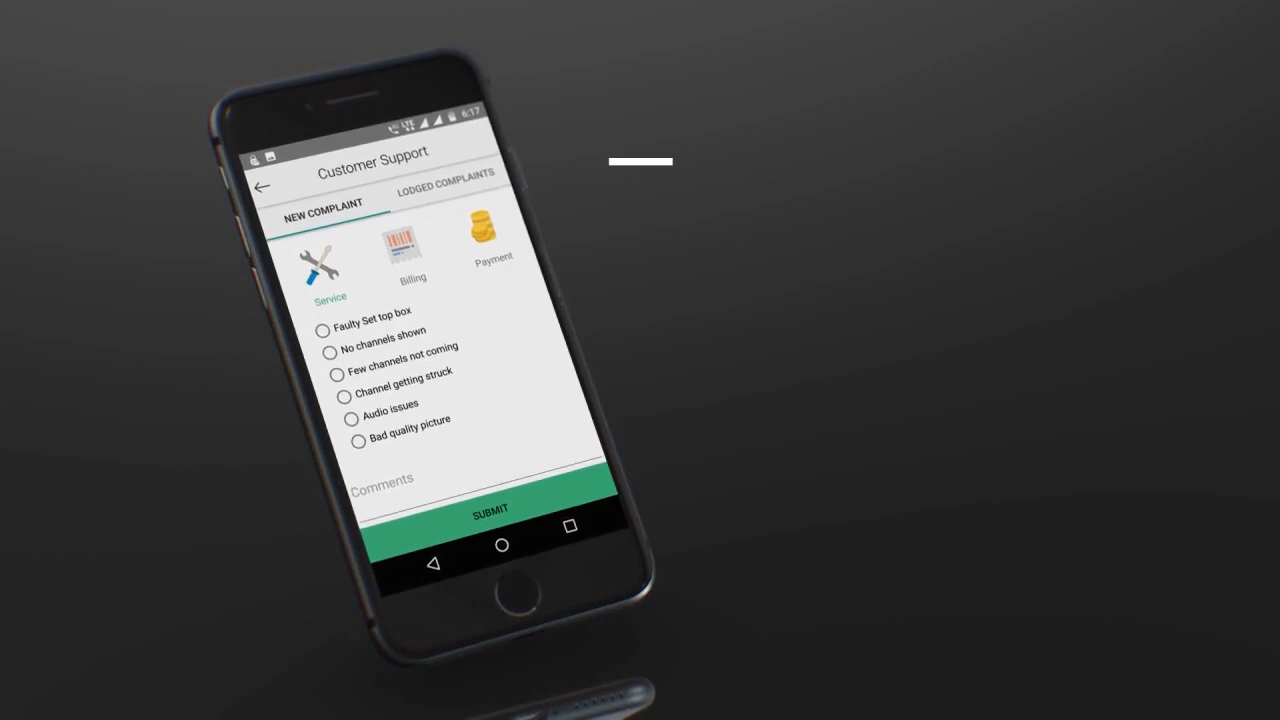 LTE 6:17
Customer Support
NEW COMPLAINT LODGED COMPLAINTS
Service Billing Payment
Faulty Set top box
No channels shown
Few channels not coming
Channel getting struck
Audio issues
Bad quality picture
Comments
SUBMIT